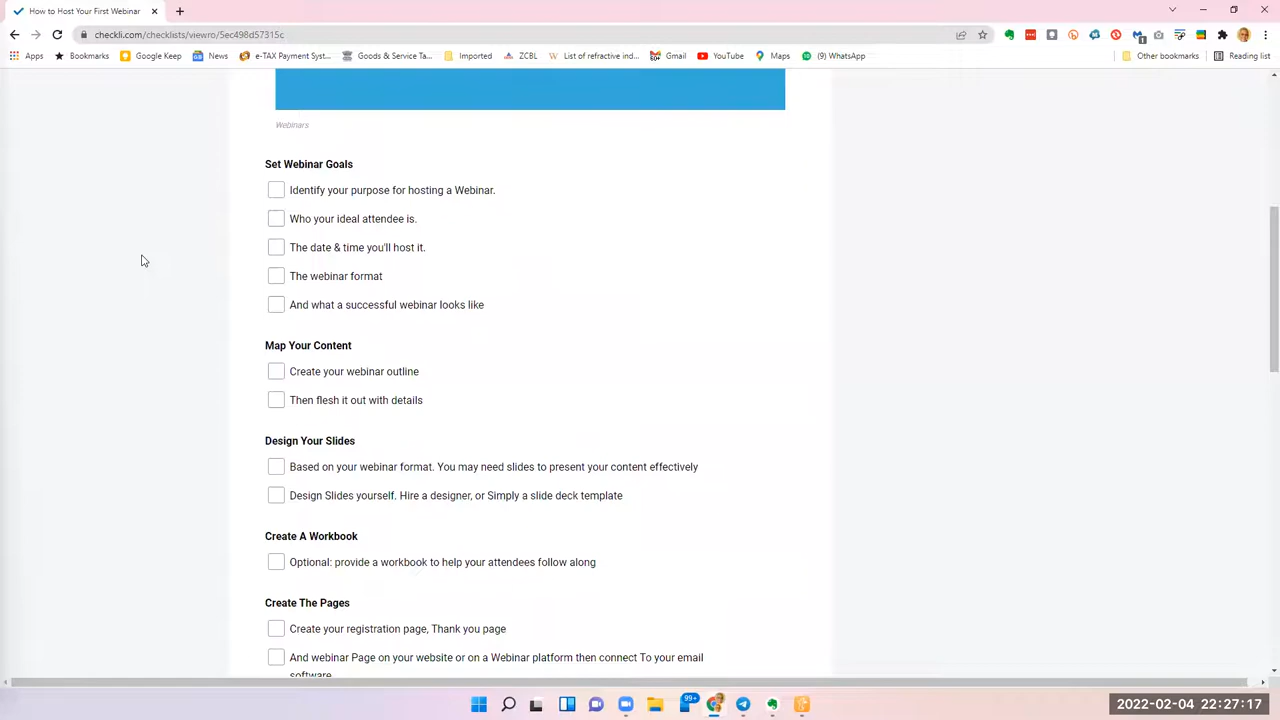 How to Host Your First Webinar
checkli.com/checklists/viewro/5ec498d57315c
Apps
Bookmarks
Google Keep
News
e-TAX Payment Syst...
Goods & Service Ta...
Imported
ZCBL
List of refractive ind...
Gmail
YouTube
Maps
(9) WhatsApp
Other bookmarks
Reading list
Webinars
Set Webinar Goals
Identify your purpose for hosting a Webinar.
Who your ideal attendee is.
The date & time you'll host it.
The webinar format
And what a successful webinar looks like
Map Your Content
Create your webinar outline
Then flesh it out with details
Design Your Slides
Based on your webinar format. You may need slides to present your content effectively
Design Slides yourself. Hire a designer, or Simply a slide deck template
Create A Workbook
Optional: provide a workbook to help your attendees follow along
Create The Pages
Create your registration page, Thank you page
And webinar Page on your website or on a Webinar platform then connect To your email
software
99+
2022-02-04 22:27:17